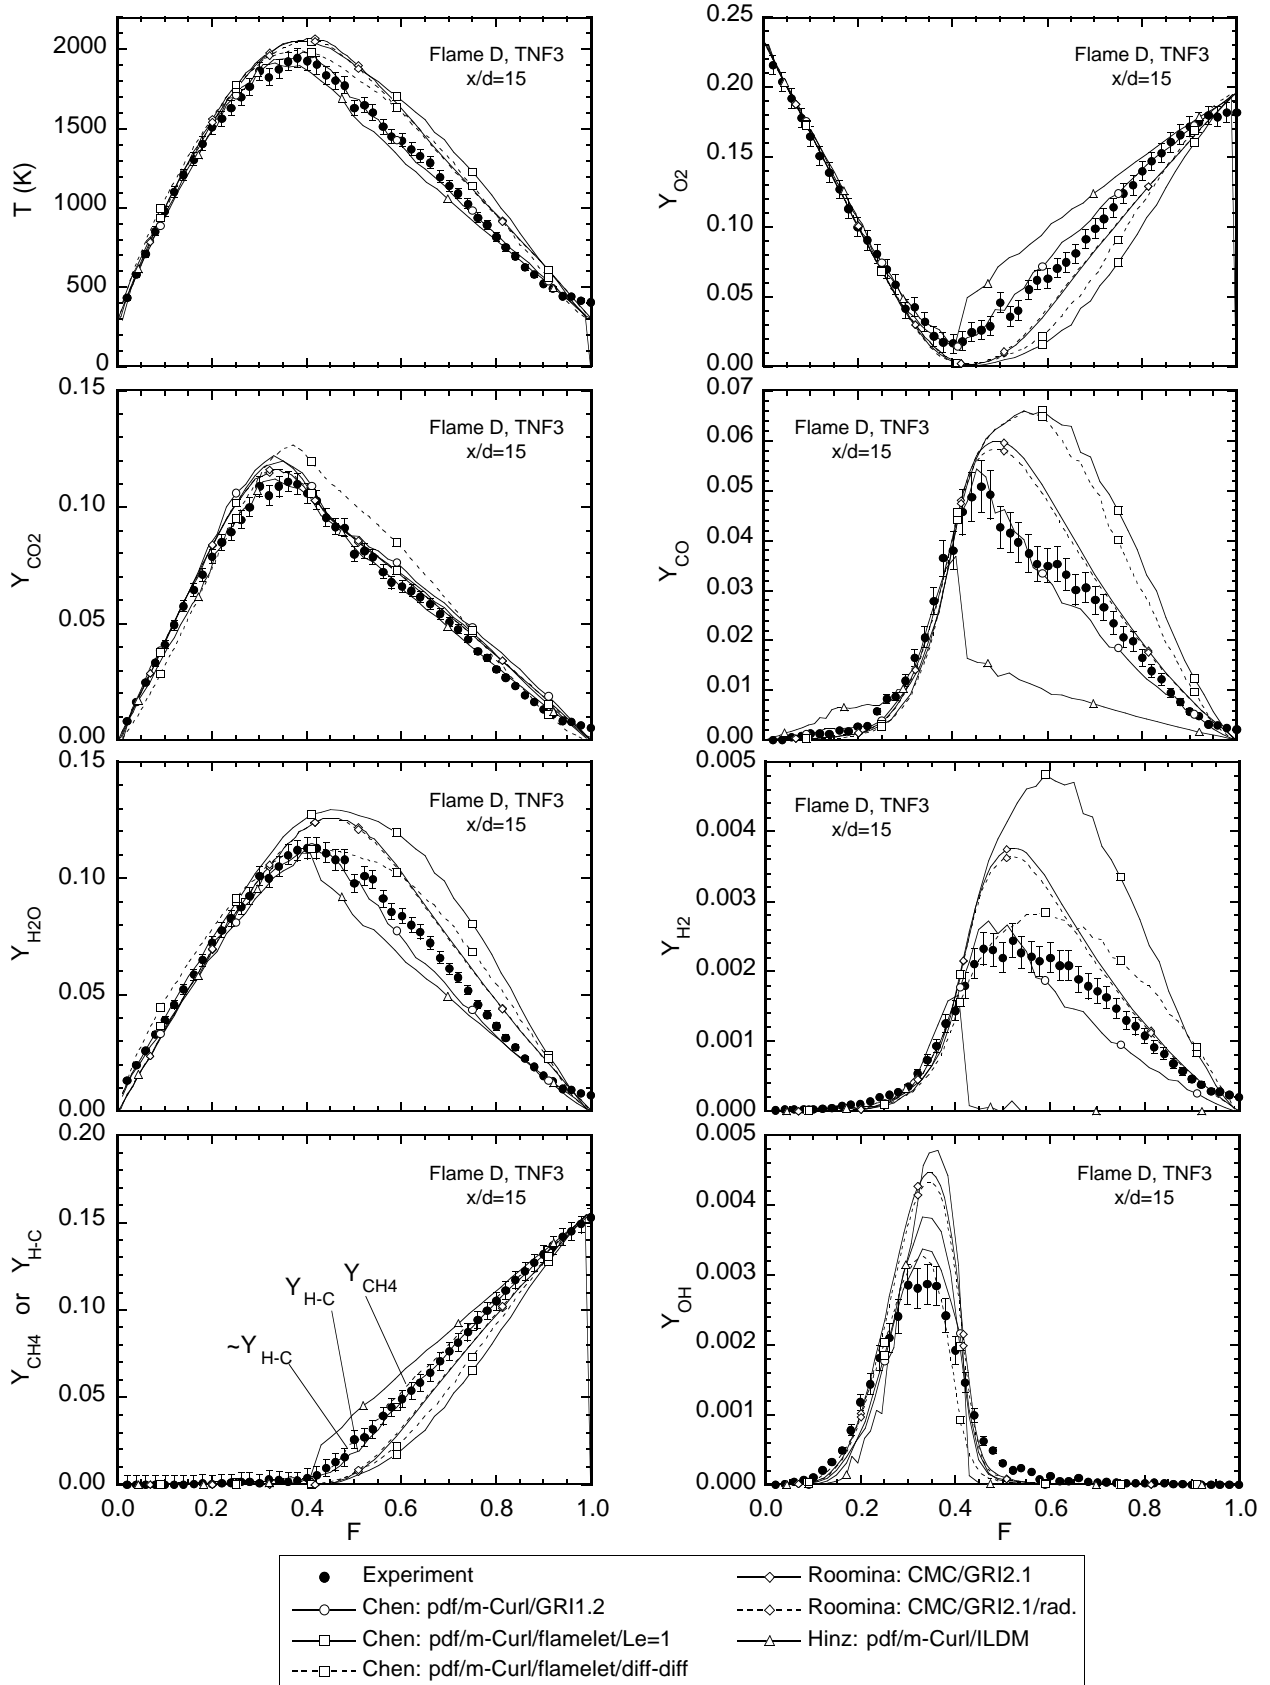 2000
1500
1000
500
0
T (K)
Flame D, TNF3
x/d=15
0.25
0.20
0.15
0.10
0.05
0.00
Y O2
Flame D, TNF3
x/d=15
0.15
0.10
0.05
0.00
Y CO2
Flame D, TNF3
x/d=15
0.07
0.06
0.05
0.04
0.03
0.02
0.01
0.00
Y CO
Flame D, TNF3
x/d=15
0.15
0.10
0.05
0.00
Y H2O
Flame D, TNF3
x/d=15
0.005
0.004
0.003
0.002
0.001
0.000
Y H2
Flame D, TNF3
x/d=15
0.20
0.15
0.10
0.05
0.00
Y CH4 or Y H-C
Flame D, TNF3
x/d=15
Y CH4
Y H-C
~Y H-C
0.0 0.2 0.4 0.6 0.8 1.0
F
0.005
0.004
0.003
0.002
0.001
0.000
Y OH
Flame D, TNF3
x/d=15
0.0 0.2 0.4 0.6 0.8 1.0
F
Experiment
Chen: pdf/m-Curl/GRI1.2
Chen: pdf/m-Curl/flamelet/Le=1
Chen: pdf/m-Curl/flamelet/diff-diff
Roomina: CMC/GRI2.1
Roomina: CMC/GRI2.1/rad.
Hinz: pdf/m-Curl/ILDM